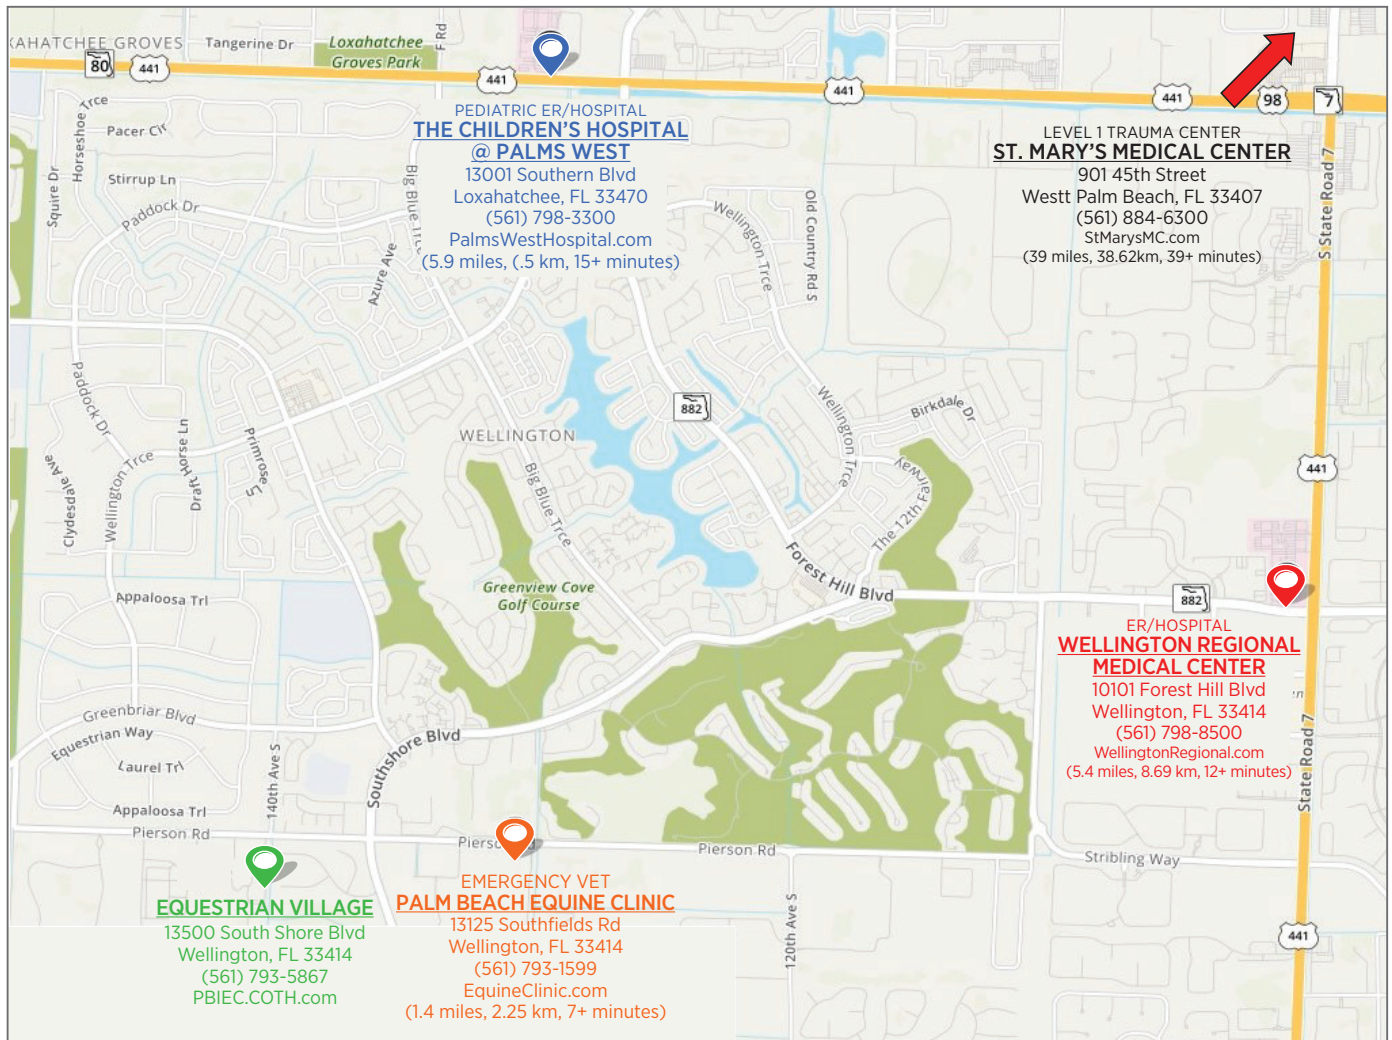 XAHATCHEE GROVES
Tangerine Dr
Loxahatchee
Groves Park
F Rd
80
441
441
441
441
98
7
Horseshoe Trce
Pacer Cir
Squire Dr
Stirrup Ln
Paddock Dr
Big Blue Trce
Azure Ave
PEDIATRIC ER/HOSPITAL
THE CHILDREN'S HOSPITAL
@ PALMS WEST
13001 Southern Blvd
Loxahatchee, FL 33470
(561) 798-3300
PalmsWestHospital.com
(5.9 miles, (.5 km, 15+ minutes)
Wellington Trce
Old Country Rd S
LEVEL 1 TRAUMA CENTER
ST. MARY'S MEDICAL CENTER
901 45th Street
Westt Palm Beach, FL 33407
(561) 884-6300
StMarysMC.com
(39 miles, 38.62km, 39+ minutes)
S State Road 7
Paddock Dr
882
Birkdale Dr
Wellington Trce
WELLINGTON
Primrose Ln
Draft Horse Ln
Clydesdale Ave
Wellington Trce
Big Blue Trce
The 12th Fairway
441
Forest Hill Blvd
Greenview Cove
Golf Course
Appaloosa Trl
882
ER/HOSPITAL
WELLINGTON REGIONAL
MEDICAL CENTER
10101 Forest Hill Blvd
Wellington, FL 33414
(561) 798-8500
WellingtonRegional.com
(5.4 miles, 8.69 km, 12+ minutes)
Greenbriar Blvd
Equestrian Way
Laurel Trl
140th Ave S
Southshore Blvd
State Road 7
Appaloosa Trl
Pierson Rd
Pierson Rd
Stribling Way
EMERGENCY VET
PALM BEACH EQUINE CLINIC
13125 Southfields Rd
Wellington, FL 33414
(561) 793-1599
EquineClinic.com
(1.4 miles, 2.25 km, 7+ minutes)
EQUESTRIAN VILLAGE
13500 South Shore Blvd
Wellington, FL 33414
(561) 793-5867
PBIEC.COTH.com
120th Ave S
441